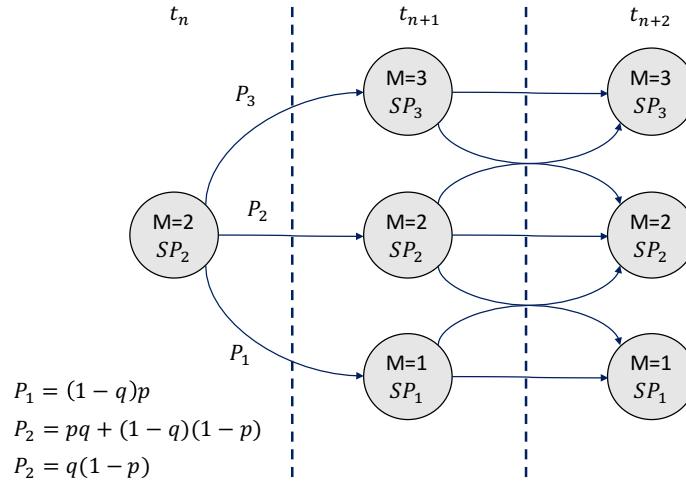 t_n t_{n+1} t_{n+2}
M=3 M=3
SP_3 SP_3
P_3
M=2 P_2 M=2 M=2
SP_2 SP_2 SP_2
P_1
M=1 M=1
SP_1 SP_1
P_1 = (1 − q)p
P_2 = pq + (1 − q)(1 − p)
P_2 = q(1 − p)